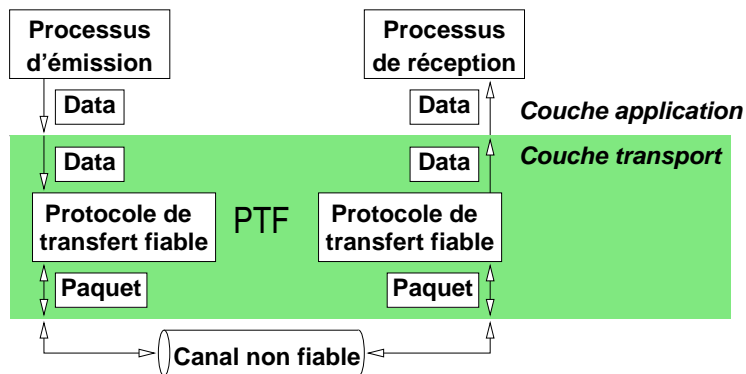 Processus
d'émission
Processus
de réception
Data
Data
Couche application
Data
Data
Couche transport
Protocole de
transfert fiable
PTF
Protocole de
transfert fiable
Paquet
Paquet
Canal non fiable